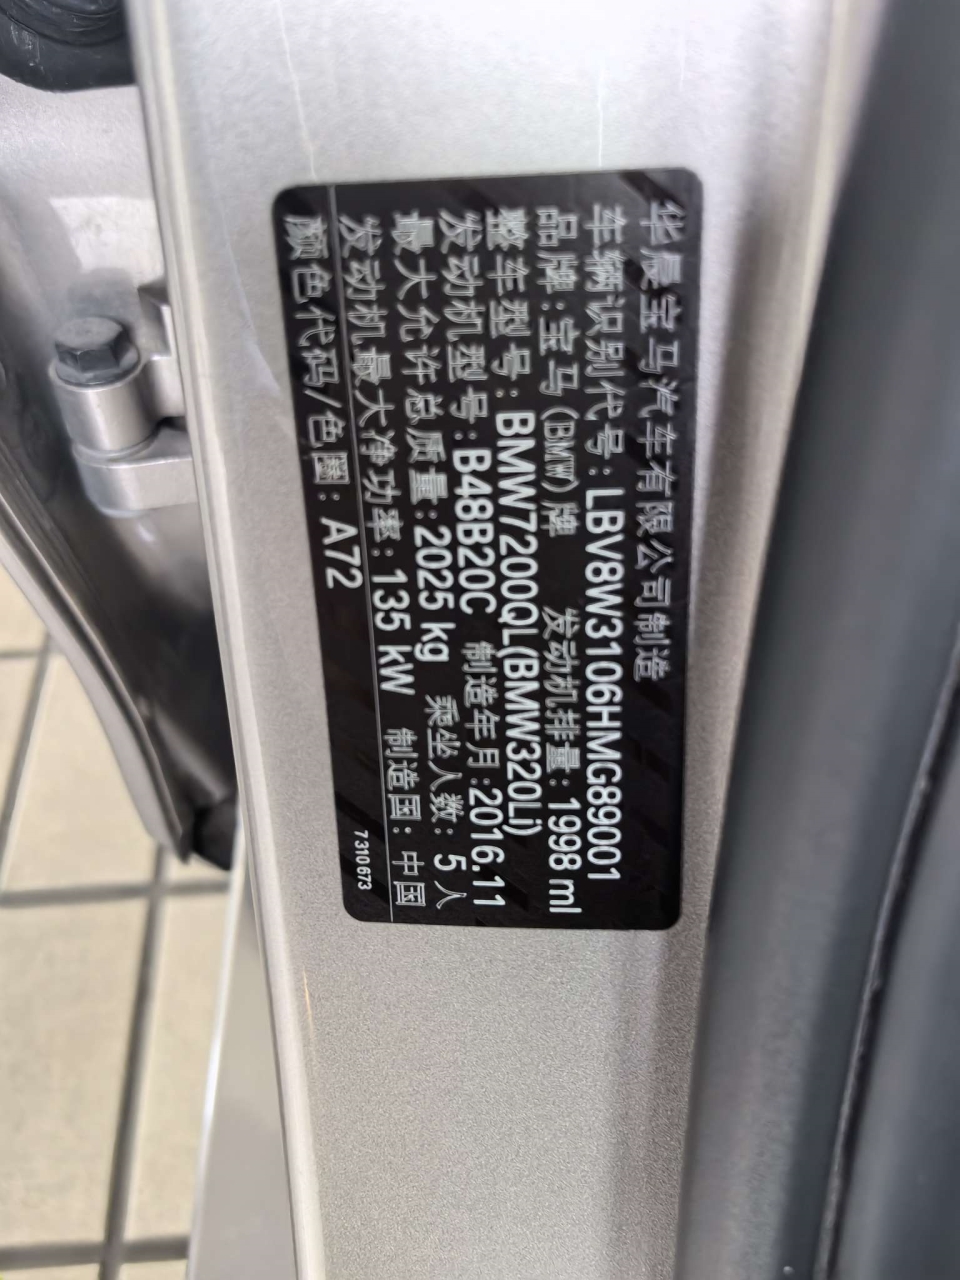 华晨宝马汽车有限公司制造
车辆识别代号: LBV8W3106HMG89001
品牌: 宝马(BMW)牌 发动机排量: 1998 ml
整车型号: BMW7200QL(BMW320Li)
发动机型号: B48B20C 制造年月: 2016.11
最大允许总质量: 2025 kg 乘坐人数: 5 人
发动机最大净功率: 135 kW 制造国: 中国
颜色代码/色圖: A72
7310673